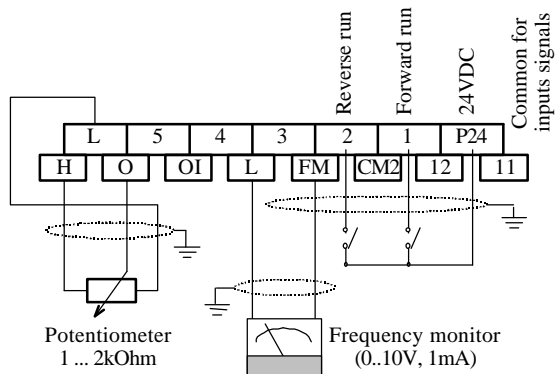 Reverse run
Forward run
24VDC
Common for
inputs signals
L 5 4 3 2 1 P24
H O OI L FM CM2 12 11
Potentiometer
1 ... 2kOhm
Frequency monitor
(0..10V, 1mA)